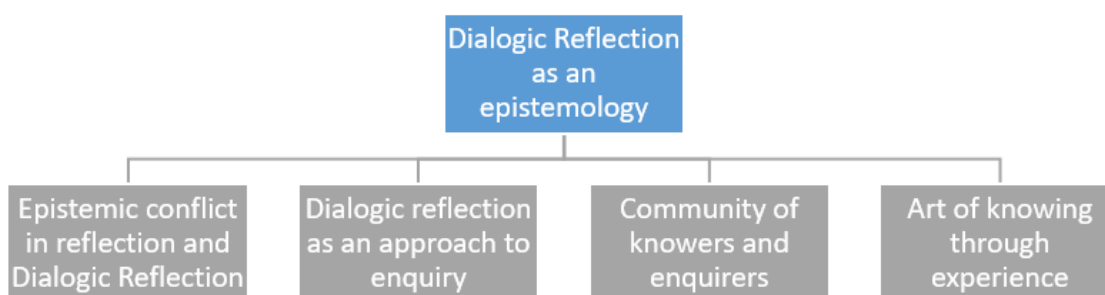 Dialogic Reflection
as an
epistemology
Epistemic conflict
in reflection and
Dialogic Reflection
Dialogic reflection
as an approach to
enquiry
Community of
knowers and
enquirers
Art of knowing
through
experience